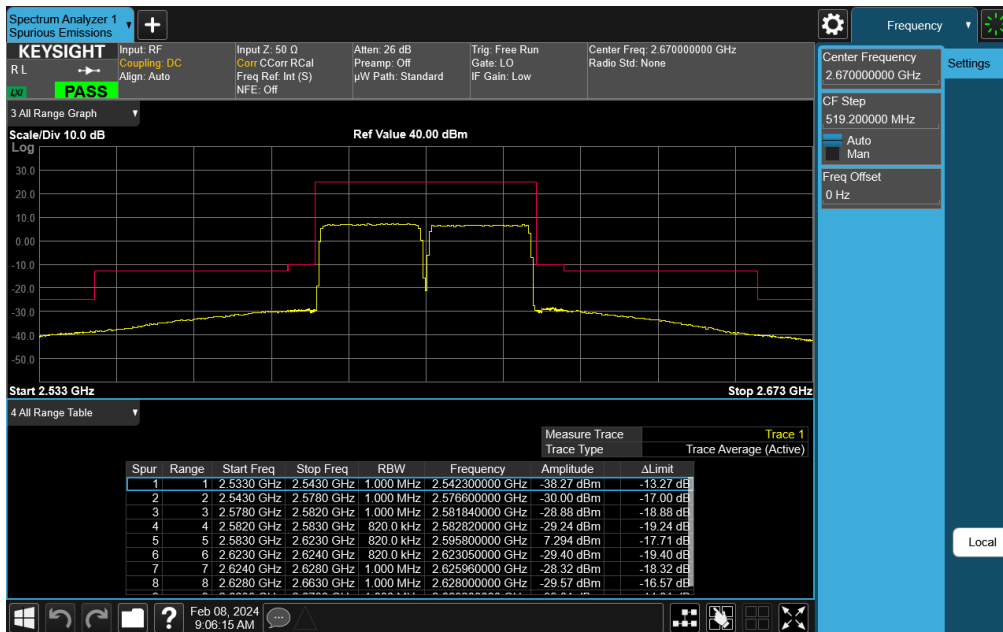 Spectrum Analyzer 1
Spurious Emissions
Frequency
KEYSIGHT
R L
LXI
PASS
Input: RF
Coupling: DC
Align: Auto
Input Z: 50 Ω
Corr CCorr RCal
Freq Ref: Int (S)
NFE: Off
Atten: 26 dB
Preamp: Off
µW Path: Standard
Trig: Free Run
Gate: LO
IF Gain: Low
Center Freq: 2.670000000 GHz
Radio Std: None
Center Frequency
2.670000000 GHz
Settings
CF Step
519.200000 MHz
Auto
Man
Freq Offset
0 Hz
3 All Range Graph
Scale/Div 10.0 dB
Ref Value 40.00 dBm
Log
30.0
20.0
10.0
0.00
-10.0
-20.0
-30.0
-40.0
-50.0
Start 2.533 GHz
Stop 2.673 GHz
4 All Range Table
Measure Trace Trace 1
Trace Type Trace Average (Active)
Spur Range Start Freq Stop Freq RBW Frequency Amplitude ΔLimit
1 1 2.5330 GHz 2.5430 GHz 1.000 MHz 2.542300000 GHz -38.27 dBm -13.27 dB
2 2 2.5430 GHz 2.5780 GHz 1.000 MHz 2.576600000 GHz -30.00 dBm -17.00 dB
3 3 2.5780 GHz 2.5820 GHz 1.000 MHz 2.581840000 GHz -28.88 dBm -18.88 dB
4 4 2.5820 GHz 2.5830 GHz 820.0 kHz 2.582820000 GHz -29.24 dBm -19.24 dB
5 5 2.5830 GHz 2.6230 GHz 820.0 kHz 2.595800000 GHz 7.294 dBm -17.71 dB
6 6 2.6230 GHz 2.6240 GHz 820.0 kHz 2.623050000 GHz -29.40 dBm -19.40 dB
7 7 2.6240 GHz 2.6280 GHz 1.000 MHz 2.625960000 GHz -28.32 dBm -18.32 dB
8 8 2.6280 GHz 2.6630 GHz 1.000 MHz 2.628000000 GHz -29.57 dBm -16.57 dB
Local
Feb 08, 2024
9:06:15 AM